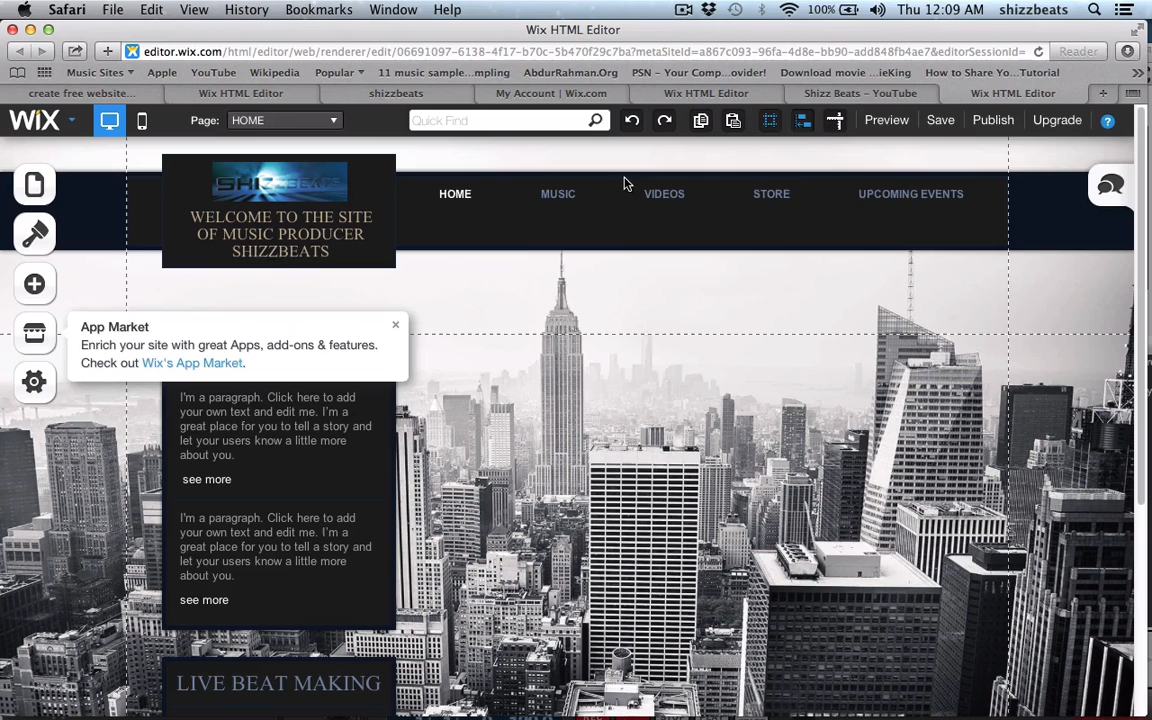 Safari File Edit View History Bookmarks Window Help 100% Thu 12:09 AM shizzbeats
Wix HTML Editor
editor.wix.com/html/editor/web/renderer/edit/06691097-6138-4f17-b70c-5b470f29c7ba?metaSiteId=a867c093-96fa-4d8e-bb90-add848fb4ae7&editorSessionId= Reader
Music Sites Apple YouTube Wikipedia Popular 11 music sample...mpling AbdurRahman.Org PSN - Your Comp...ovider! Download movie ...ieKing How to Share Yo...Tutorial
create free website... Wix HTML Editor shizzbeats My Account | Wix.com Wix HTML Editor Shizz Beats – YouTube Wix HTML Editor
WiX Page: HOME Quick Find Preview Save Publish Upgrade ?
SHIZZBEATS
WELCOME TO THE SITE
OF MUSIC PRODUCER
SHIZZBEATS
HOME MUSIC VIDEOS STORE UPCOMING EVENTS
App Market
Enrich your site with great Apps, add-ons & features.
Check out Wix's App Market.
I'm a paragraph. Click here to add
your own text and edit me. I'm a
great place for you to tell a story and
let your users know a little more
about you.
see more
I'm a paragraph. Click here to add
your own text and edit me. I'm a
great place for you to tell a story and
let your users know a little more
about you.
see more
LIVE BEAT MAKING